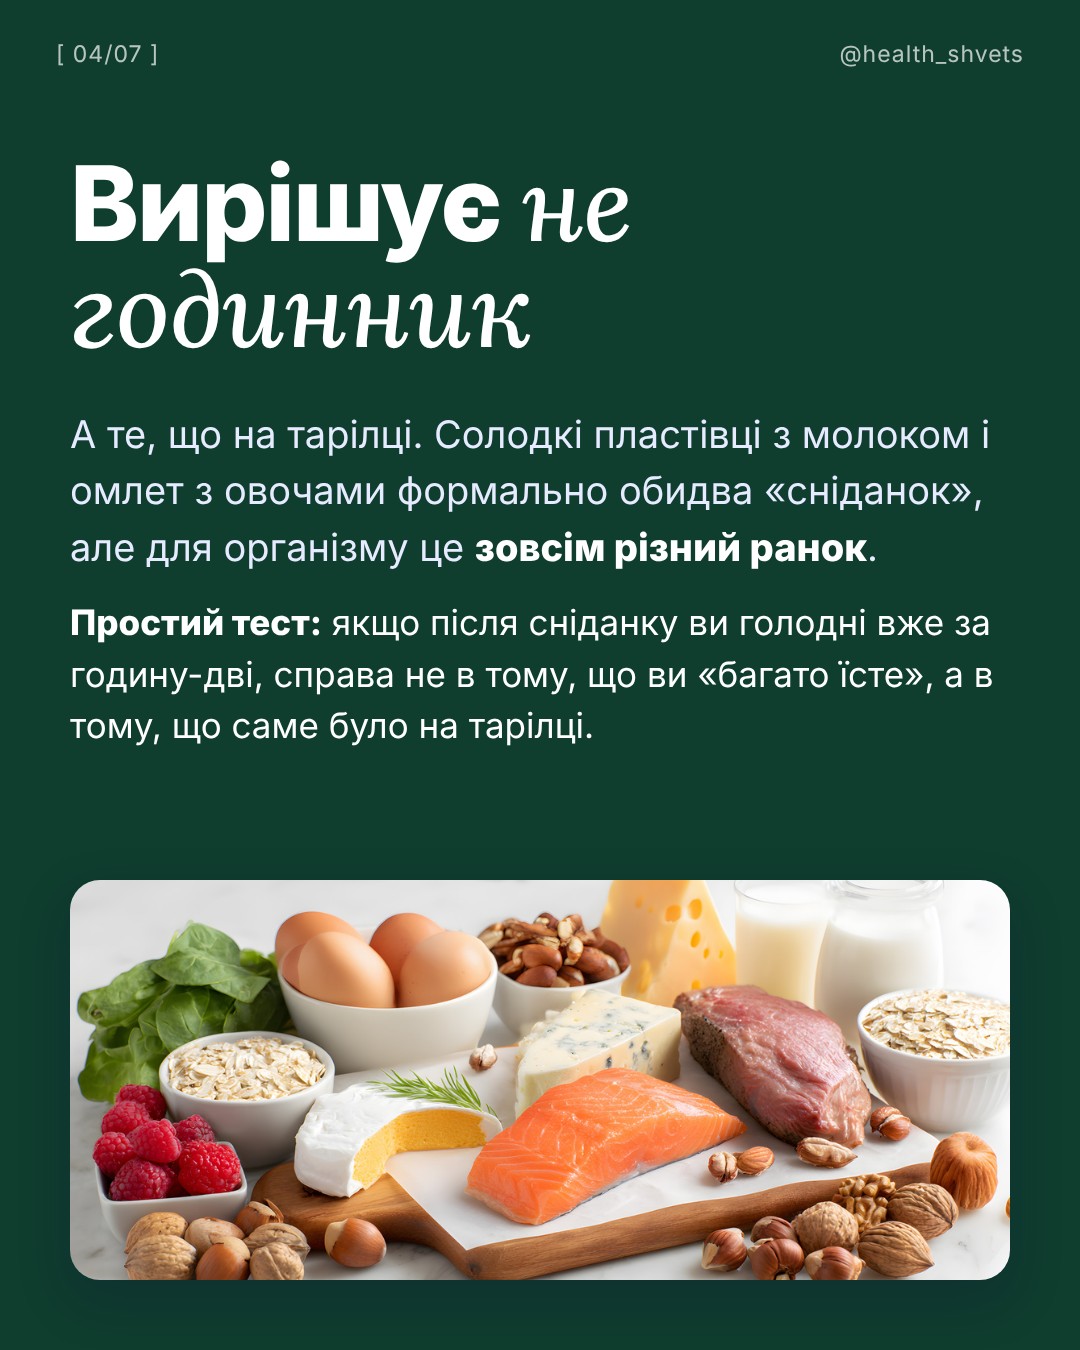 [ 04/07 ]
@health_shvets
Вирішує не
годинник
А те, що на тарілці. Солодкі пластівці з молоком і
омлет з овочами формально обидва «сніданок»,
але для організму це зовсім різний ранок.
Простий тест: якщо після сніданку ви голодні вже за
годину-дві, справа не в тому, що ви «багато їсте», а в
тому, що саме було на тарілці.